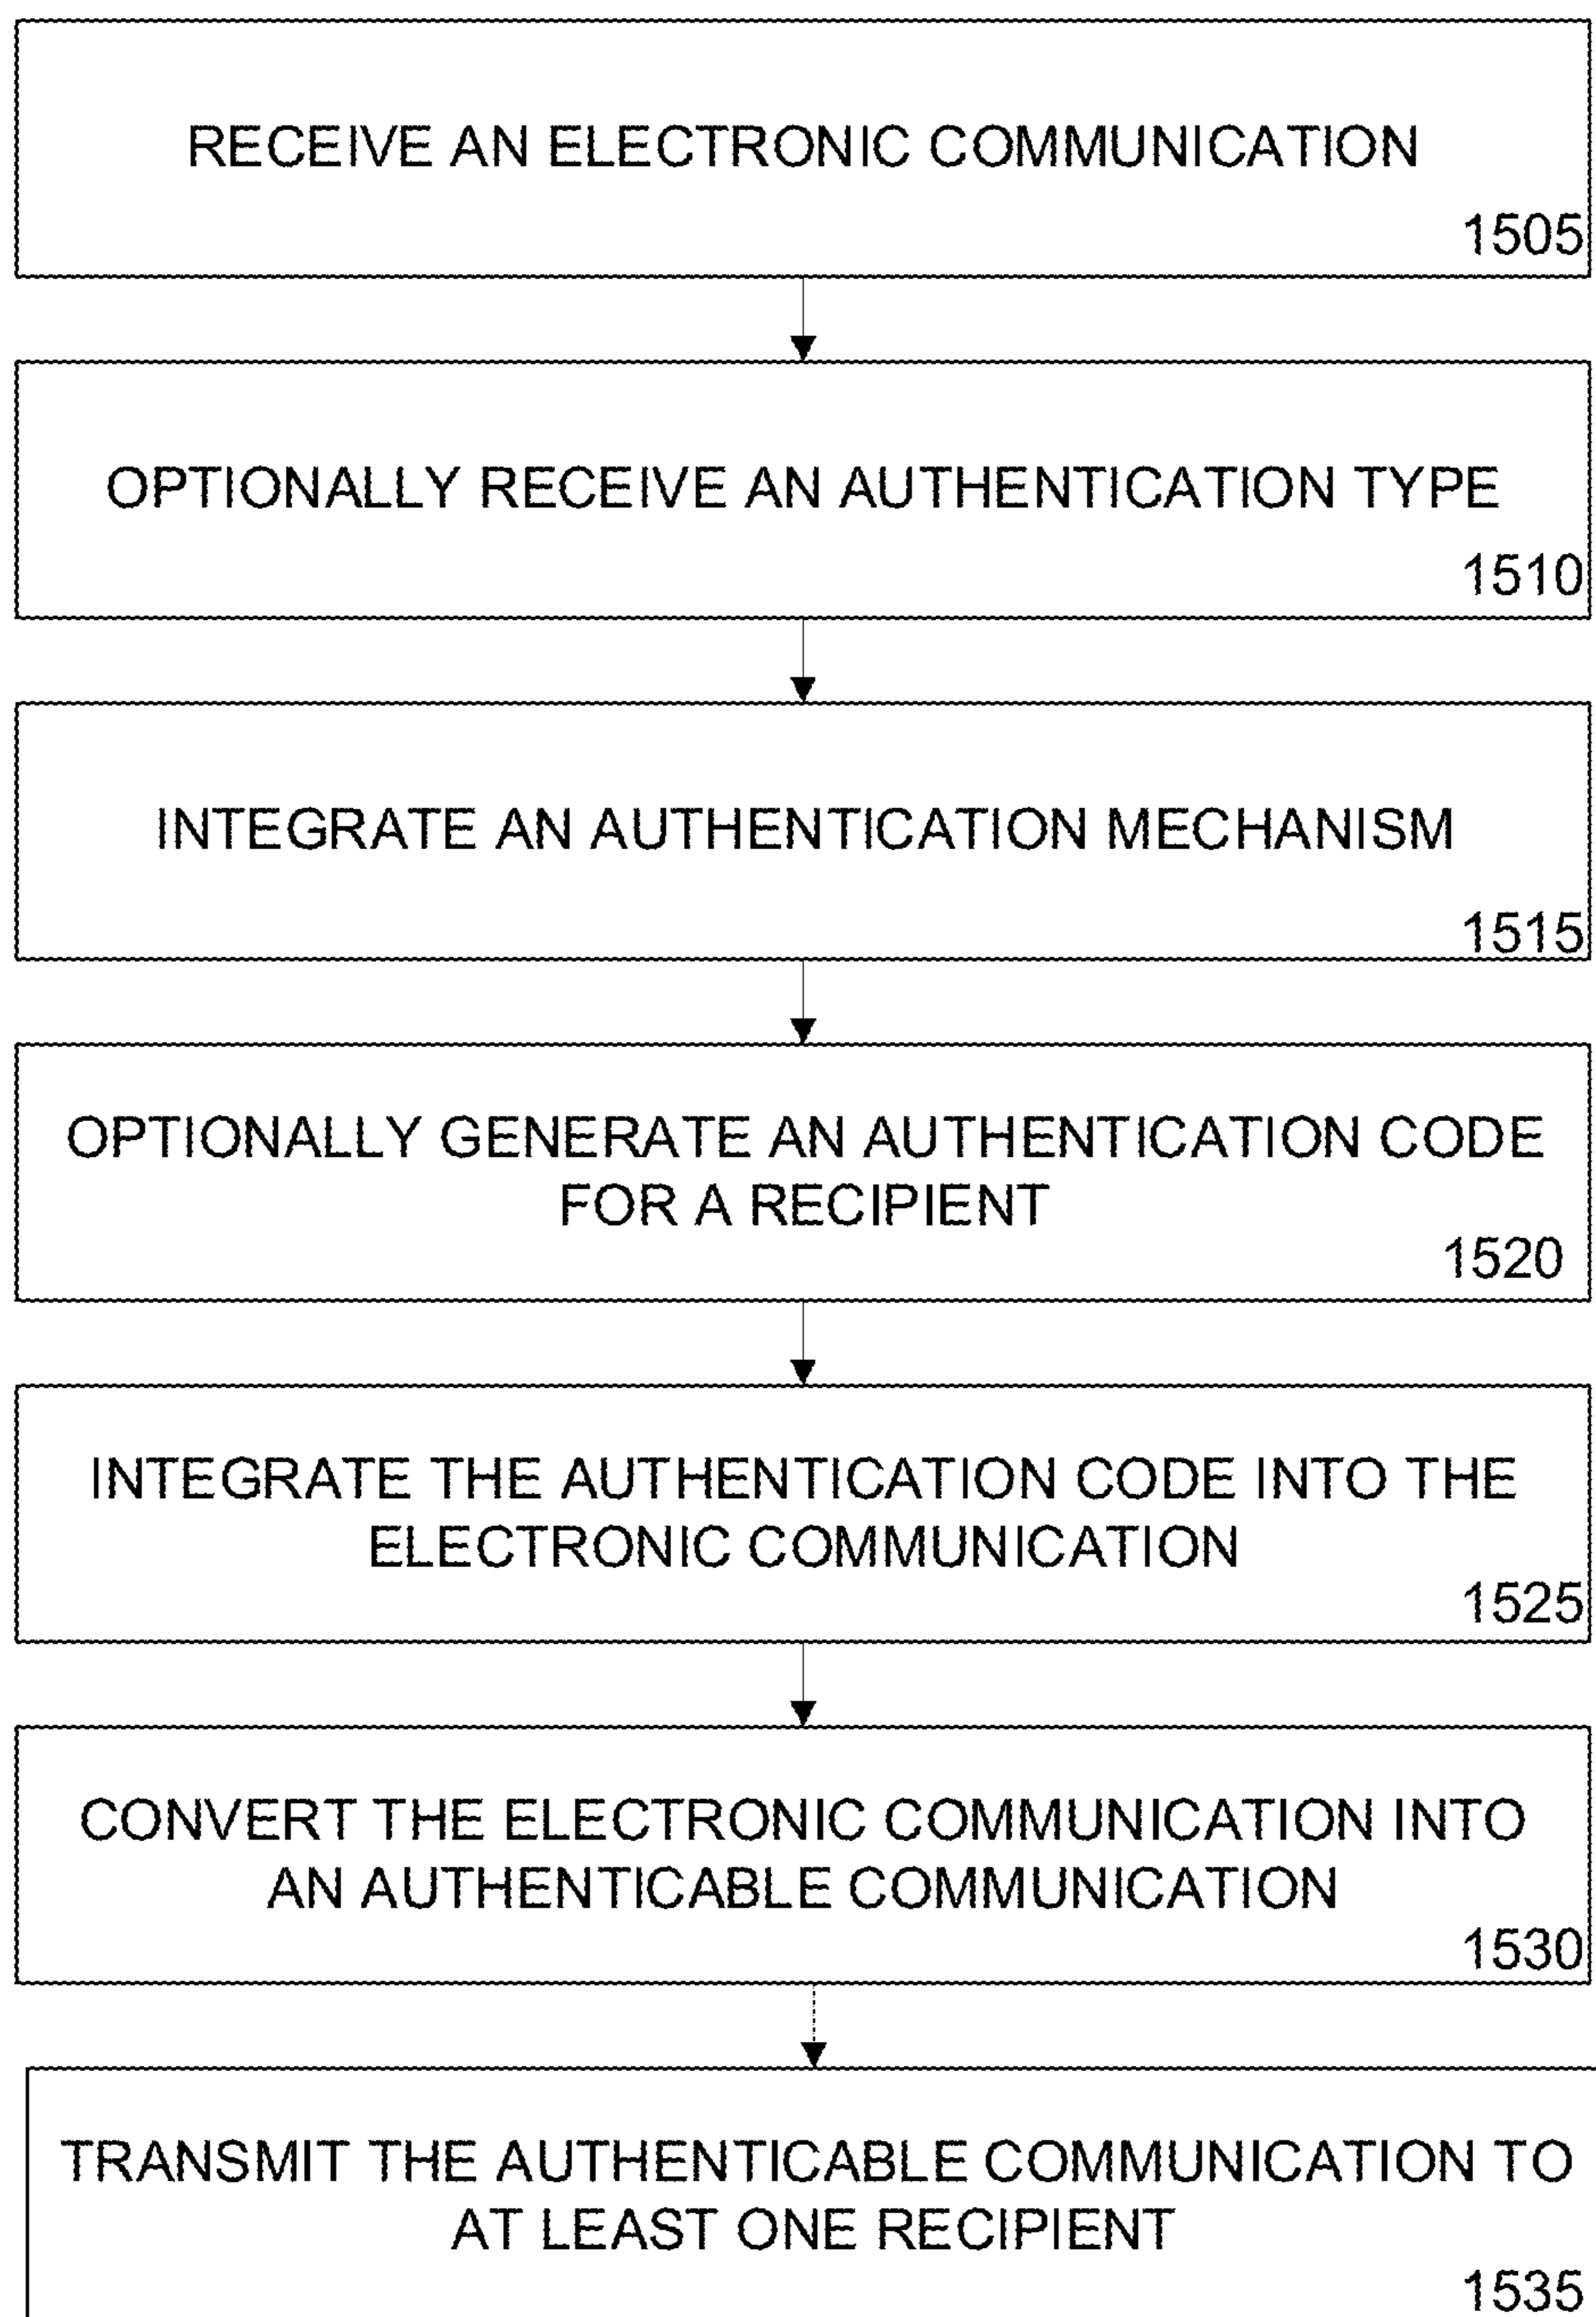 RECEIVE AN ELECTRONIC COMMUNICATION
1505
OPTIONALLY RECEIVE AN AUTHENTICATION TYPE
1510
INTEGRATE AN AUTHENTICATION MECHANISM
1515
OPTIONALLY GENERATE AN AUTHENTICATION CODE
FOR A RECIPIENT
1520
INTEGRATE THE AUTHENTICATION CODE INTO THE
ELECTRONIC COMMUNICATION
1525
CONVERT THE ELECTRONIC COMMUNICATION INTO
AN AUTHENTICABLE COMMUNICATION
1530
TRANSMIT THE AUTHENTICABLE COMMUNICATION TO
AT LEAST ONE RECIPIENT
1535